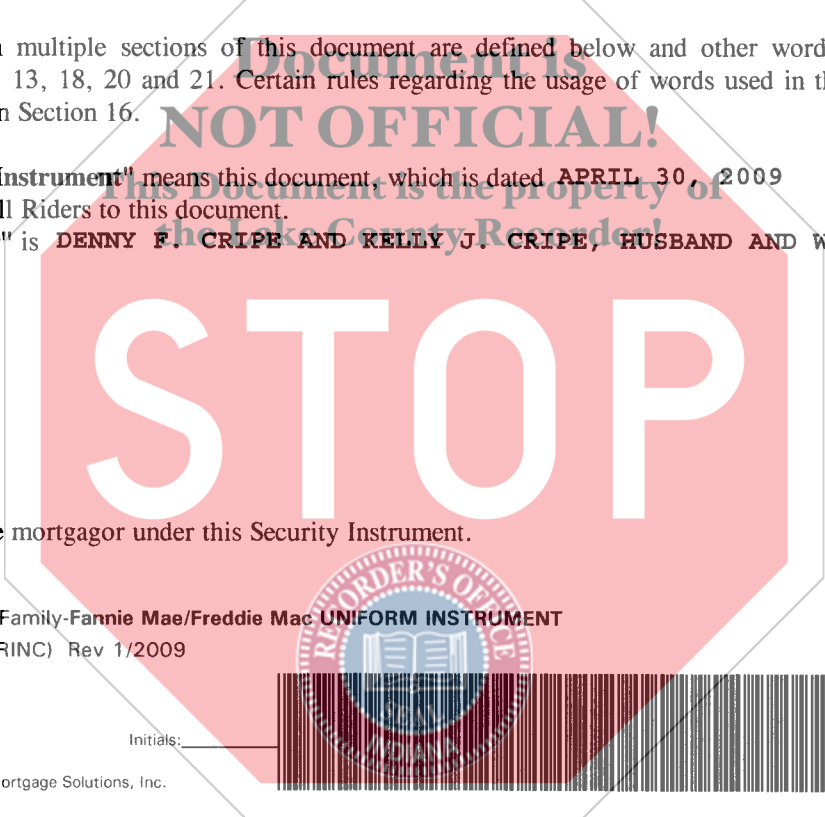 multiple sections of this document are defined below and other word
13, 18, 20 and 21. Certain rules regarding the usage of words used in
Section 16.
Document is
NOT OFFICIAL!
This Document is the property of
the Lake County Recorder!
Instrument" means this document, which is dated APRIL 30, 2009
ll Riders to this document.
" is DENNY F. CRIPE AND KELLY J. CRIPE, HUSBAND AND W
STOP
mortgagor under this Security Instrument.
Family-Fannie Mae/Freddie Mac UNIFORM INSTRUMENT
RINC) Rev 1/2009
RECORDER'S OFFICE
SEAL
INDIANA
Initials:
ortgage Solutions, Inc.